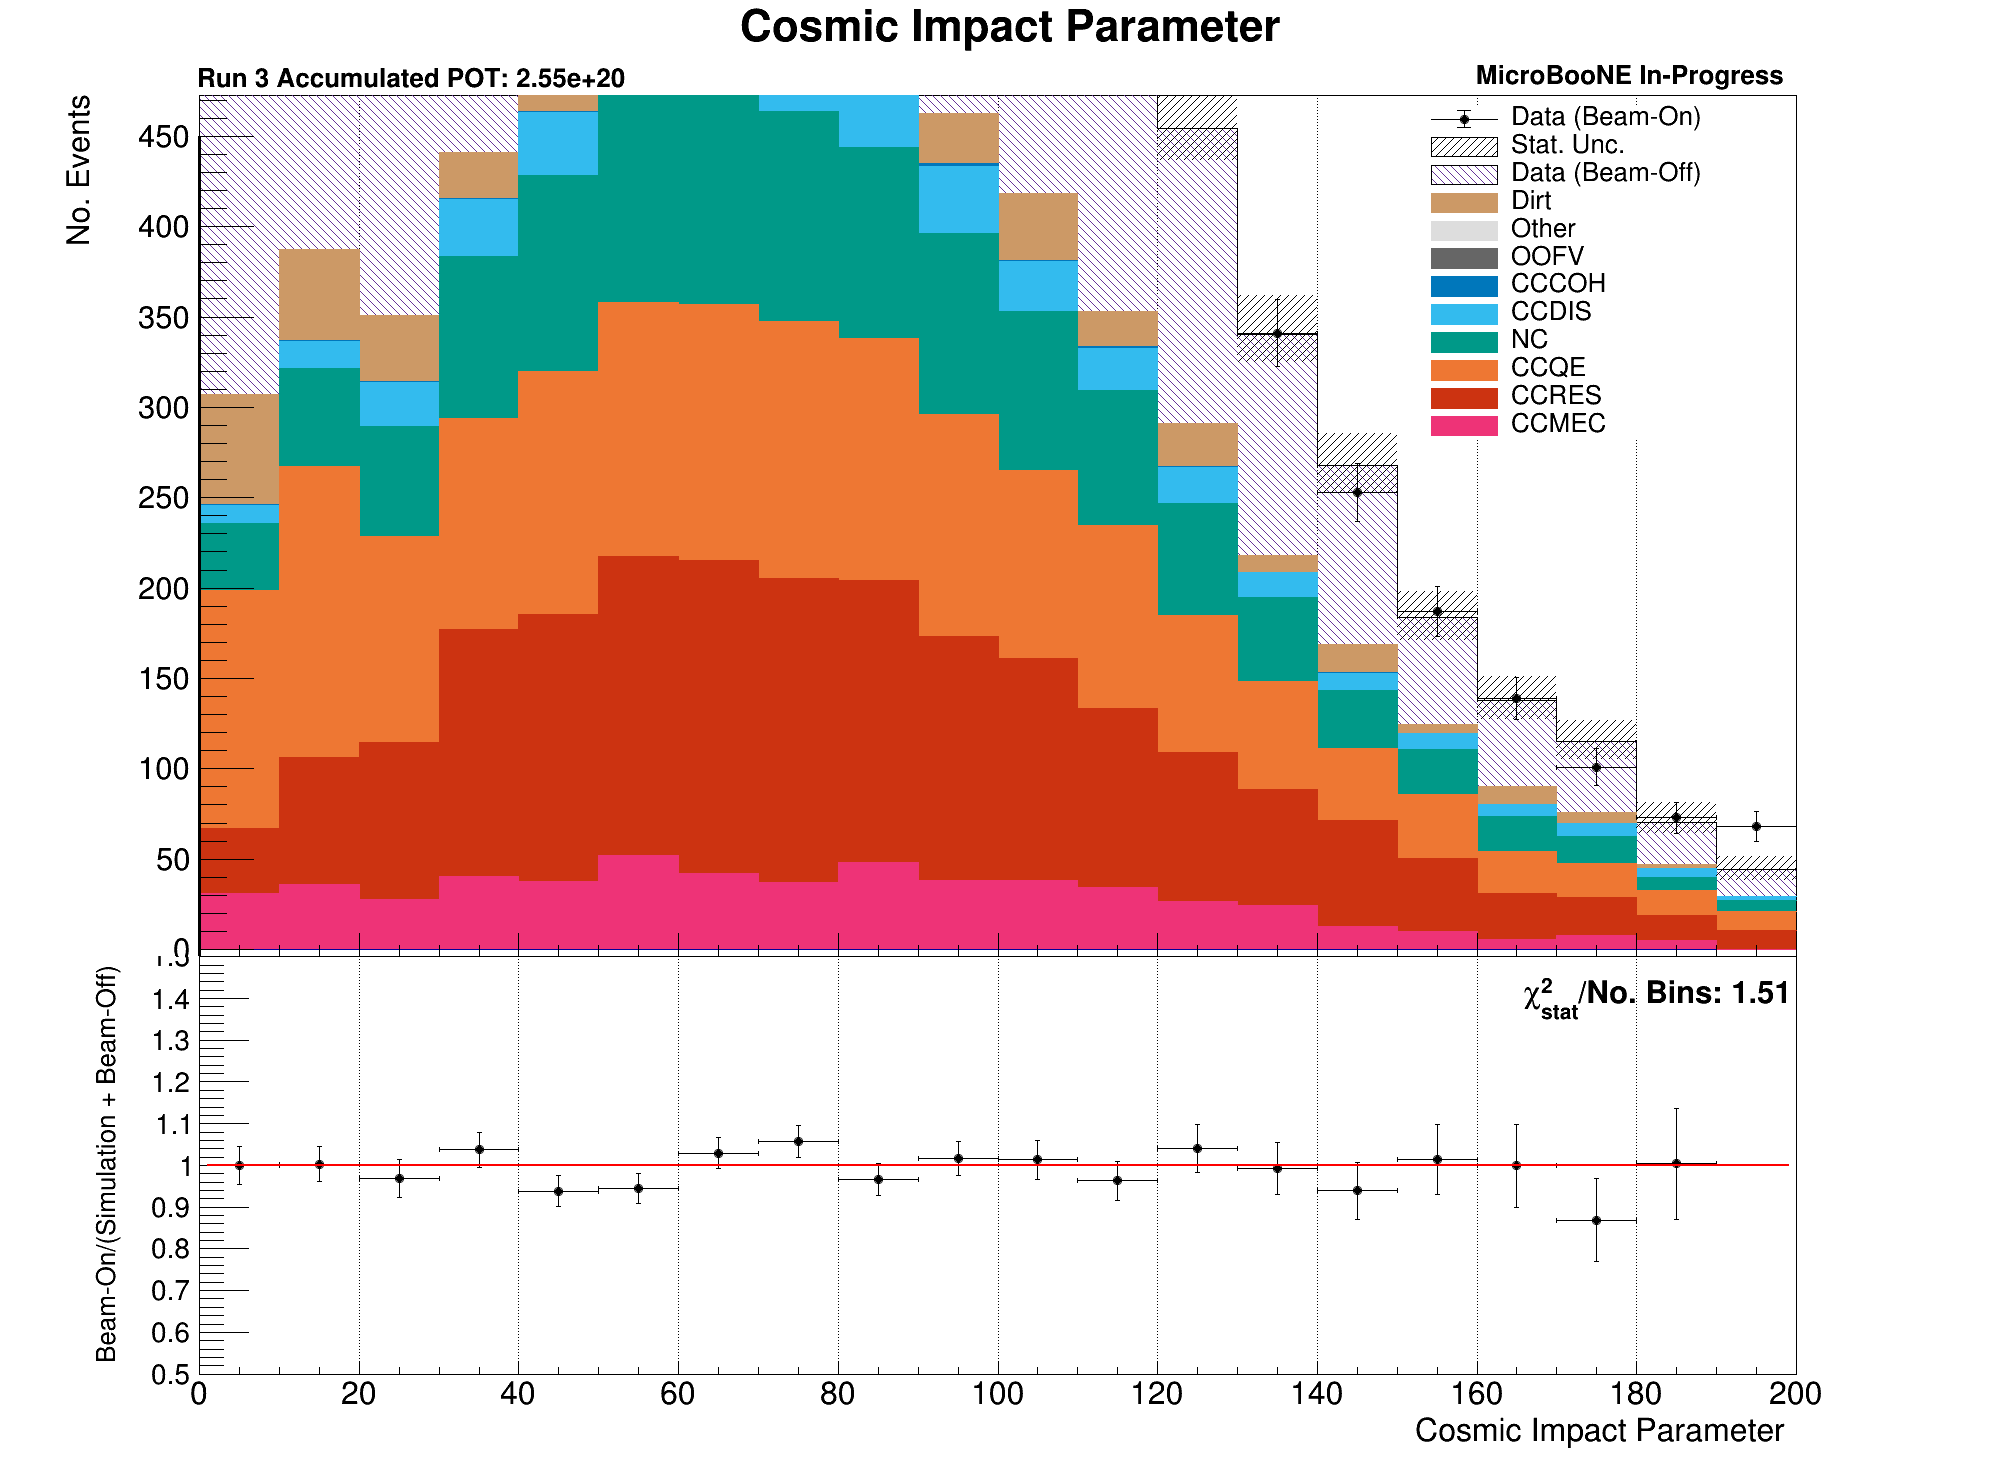 Cosmic Impact Parameter
Run 3 Accumulated POT: 2.55e+20
MicroBooNE In-Progress
No. Events
450
400
350
300
250
200
150
100
50
0
Data (Beam-On)
Stat. Unc.
Data (Beam-Off)
Dirt
Other
OOFV
CCCOH
CCDIS
NC
CCQE
CCRES
CCMEC
Beam-On/(Simulation + Beam-Off)
1.5
1.4
1.3
1.2
1.1
1
0.9
0.8
0.7
0.6
0.5
χ²stat/No. Bins: 1.51
0 20 40 60 80 100 120 140 160 180 200
Cosmic Impact Parameter